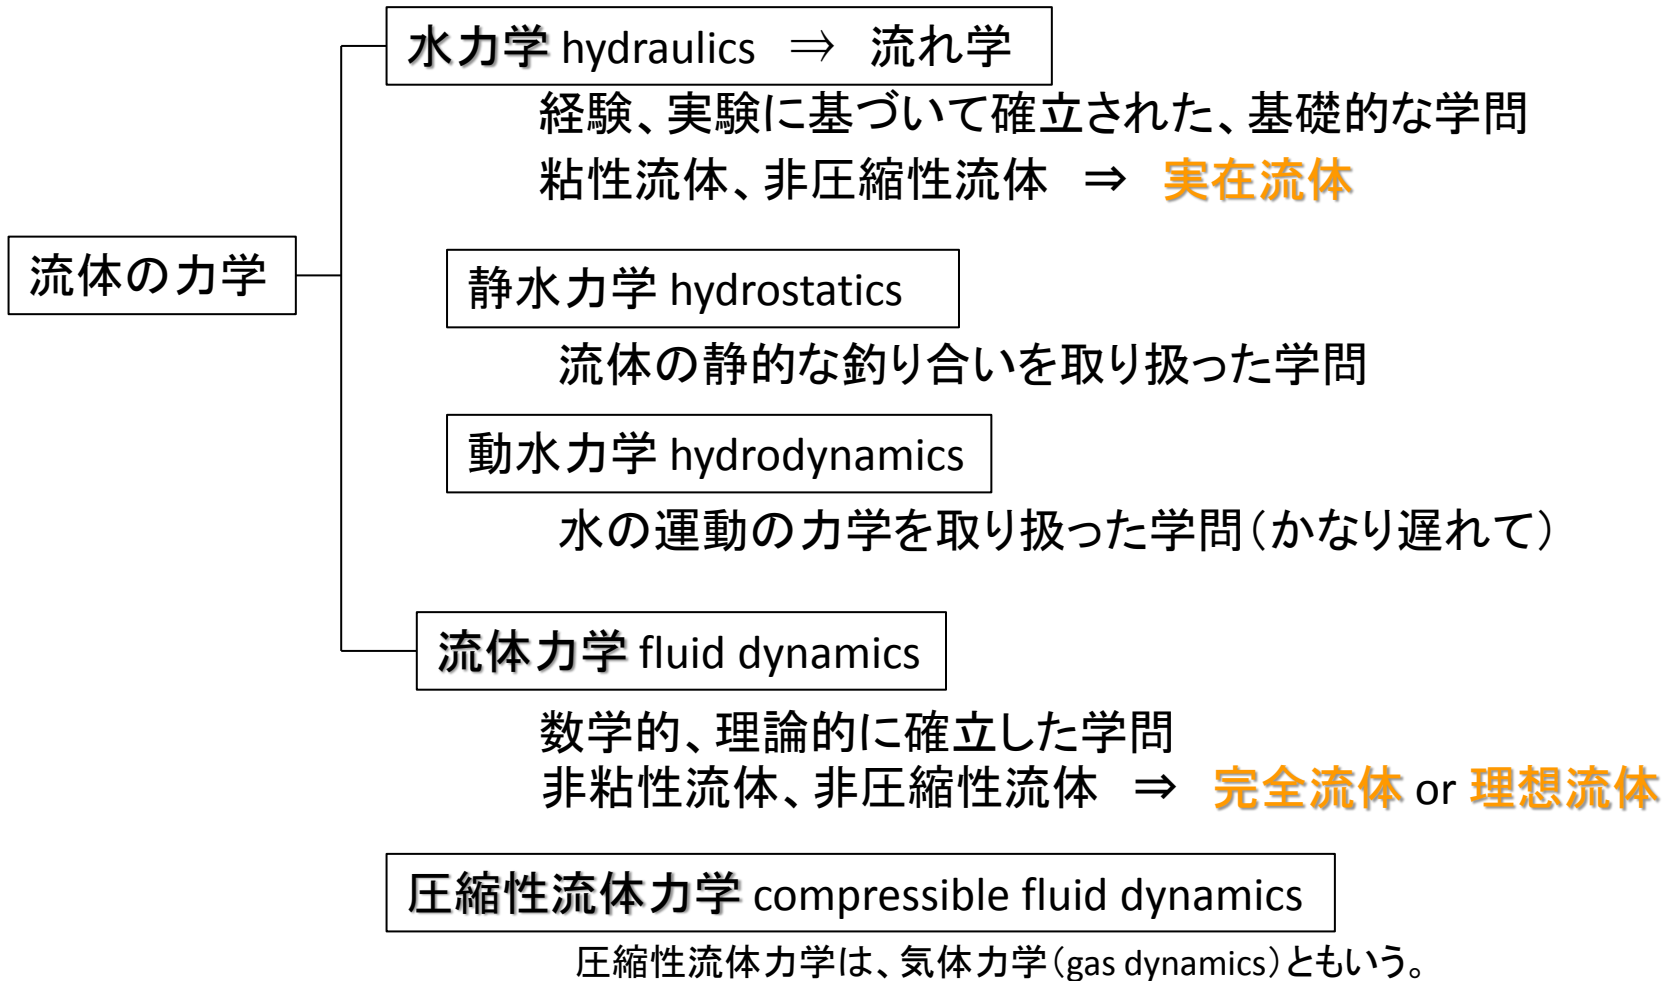 水力学 hydraulics ⇒ 流れ学
経験、実験に基づいて確立された、基礎的な学問
粘性流体、非圧縮性流体 ⇒ 実在流体
流体の力学
静水力学 hydrostatics
流体の静的な釣り合いを取り扱った学問
動水力学 hydrodynamics
水の運動の力学を取り扱った学問（かなり遅れて）
流体力学 fluid dynamics
数学的、理論的に確立した学問
非粘性流体、非圧縮性流体 ⇒ 完全流体 or 理想流体
圧縮性流体力学 compressible fluid dynamics
圧縮性流体力学は、気体力学（gas dynamics）ともいう。